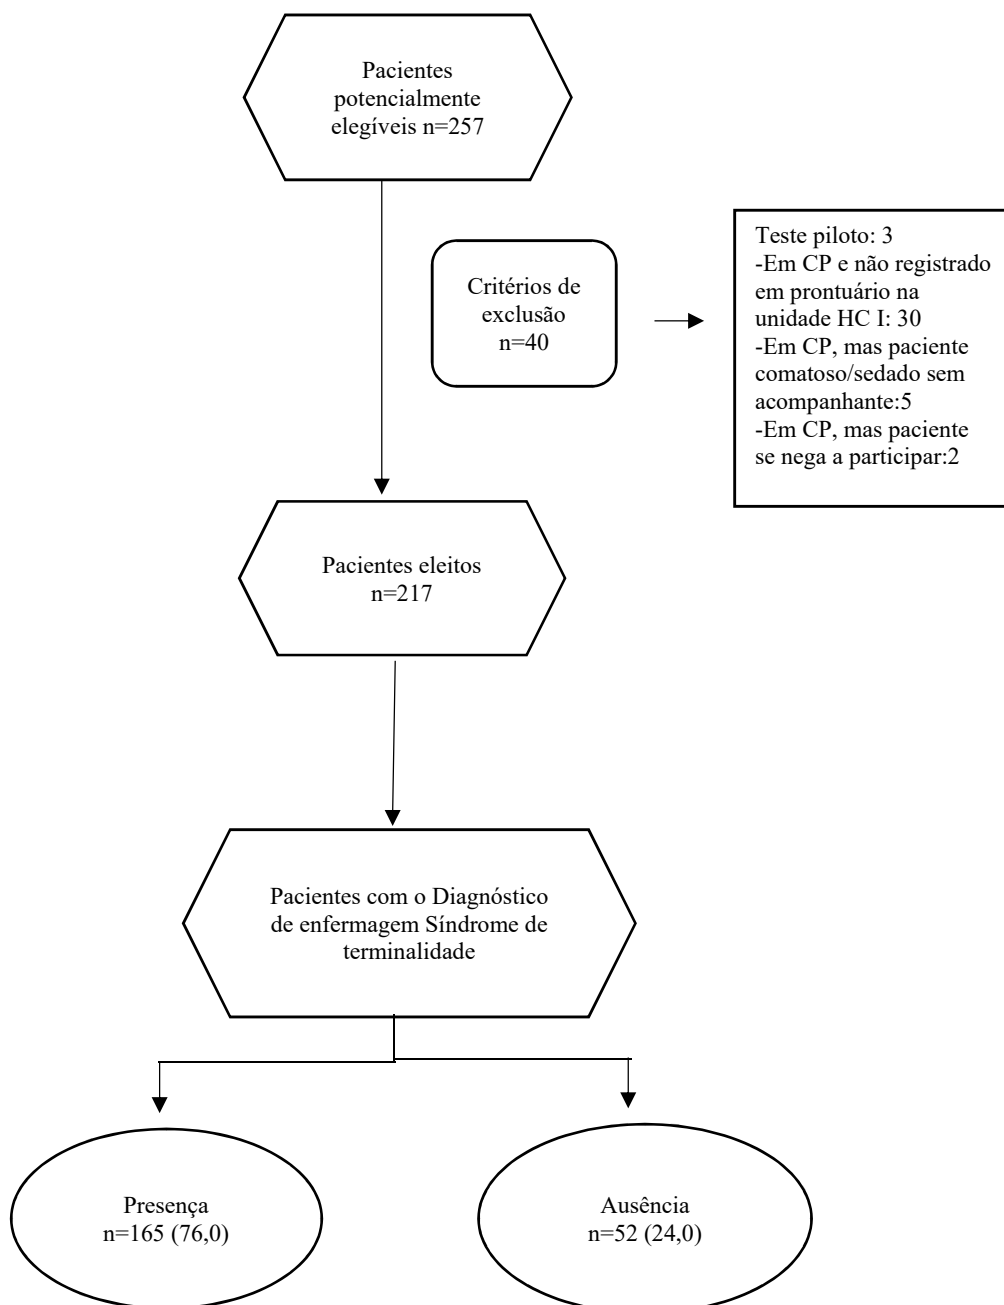 Pacientes
potencialmente
elegíveis n=257
Critérios de
exclusão
n=40
Teste piloto: 3
-Em CP e não registrado
em prontuário na
unidade HC I: 30
-Em CP, mas paciente
comatoso/sedado sem
acompanhante:5
-Em CP, mas paciente
se nega a participar:2
Pacientes eleitos
n=217
Pacientes com o Diagnóstico
de enfermagem Síndrome de
terminalidade
Presença
n=165 (76,0)
Ausência
n=52 (24,0)